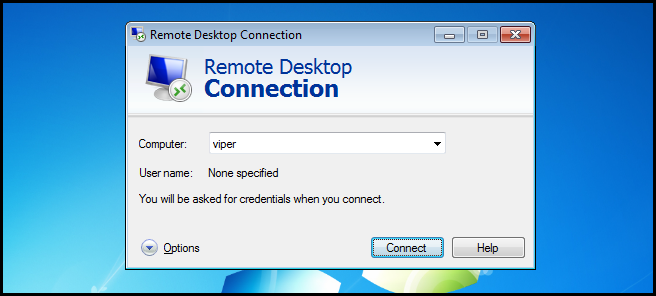 Remote Desktop Connection
Remote Desktop
Connection
Computer: viper
User name: None specified
You will be asked for credentials when you connect.
Options Connect Help